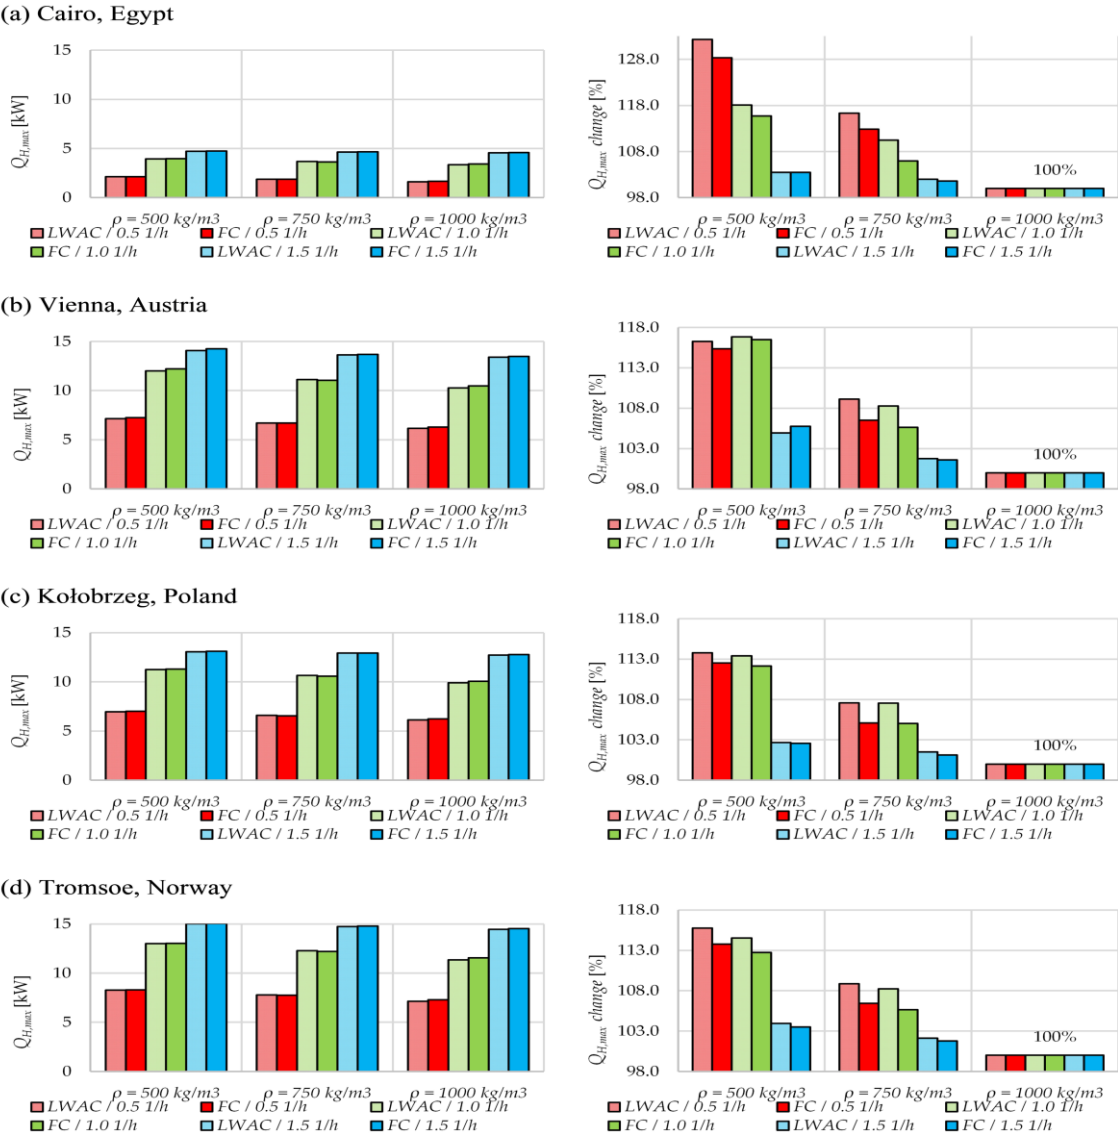 (a) Cairo, Egypt
15
10
5
0
Q_H,max [kW]
ρ = 500 kg/m3 ρ = 750 kg/m3 ρ = 1000 kg/m3
LWAC / 0.5 1/h FC / 0.5 1/h LWAC / 1.0 1/h
FC / 1.0 1/h LWAC / 1.5 1/h FC / 1.5 1/h
128.0
118.0
108.0
98.0
Q_H,max change [%]
100%
ρ = 500 kg/m3 ρ = 750 kg/m3 ρ = 1000 kg/m3
LWAC / 0.5 1/h FC / 0.5 1/h LWAC / 1.0 1/h
FC / 1.0 1/h LWAC / 1.5 1/h FC / 1.5 1/h
(b) Vienna, Austria
15
10
5
0
Q_H,max [kW]
ρ = 500 kg/m3 ρ = 750 kg/m3 ρ = 1000 kg/m3
LWAC / 0.5 1/h FC / 0.5 1/h LWAC / 1.0 1/h
FC / 1.0 1/h LWAC / 1.5 1/h FC / 1.5 1/h
118.0
108.0
103.0
98.0
Q_H,max change [%]
100%
ρ = 500 kg/m3 ρ = 750 kg/m3 ρ = 1000 kg/m3
LWAC / 0.5 1/h FC / 0.5 1/h LWAC / 1.0 1/h
FC / 1.0 1/h LWAC / 1.5 1/h FC / 1.5 1/h
(c) Kołobrzeg, Poland
15
10
5
0
Q_H,max [kW]
ρ = 500 kg/m3 ρ = 750 kg/m3 ρ = 1000 kg/m3
LWAC / 0.5 1/h FC / 0.5 1/h LWAC / 1.0 1/h
FC / 1.0 1/h LWAC / 1.5 1/h FC / 1.5 1/h
118.0
113.0
108.0
103.0
98.0
Q_H,max change [%]
100%
ρ = 500 kg/m3 ρ = 750 kg/m3 ρ = 1000 kg/m3
LWAC / 0.5 1/h FC / 0.5 1/h LWAC / 1.0 1/h
FC / 1.0 1/h LWAC / 1.5 1/h FC / 1.5 1/h
(d) Tromsoe, Norway
15
10
5
0
Q_H,max [kW]
ρ = 500 kg/m3 ρ = 750 kg/m3 ρ = 1000 kg/m3
LWAC / 0.5 1/h FC / 0.5 1/h LWAC / 1.0 1/h
FC / 1.0 1/h LWAC / 1.5 1/h FC / 1.5 1/h
118.0
113.0
108.0
103.0
98.0
Q_H,max change [%]
100%
ρ = 500 kg/m3 ρ = 750 kg/m3 ρ = 1000 kg/m3
LWAC / 0.5 1/h FC / 0.5 1/h LWAC / 1.0 1/h
FC / 1.0 1/h LWAC / 1.5 1/h FC / 1.5 1/h